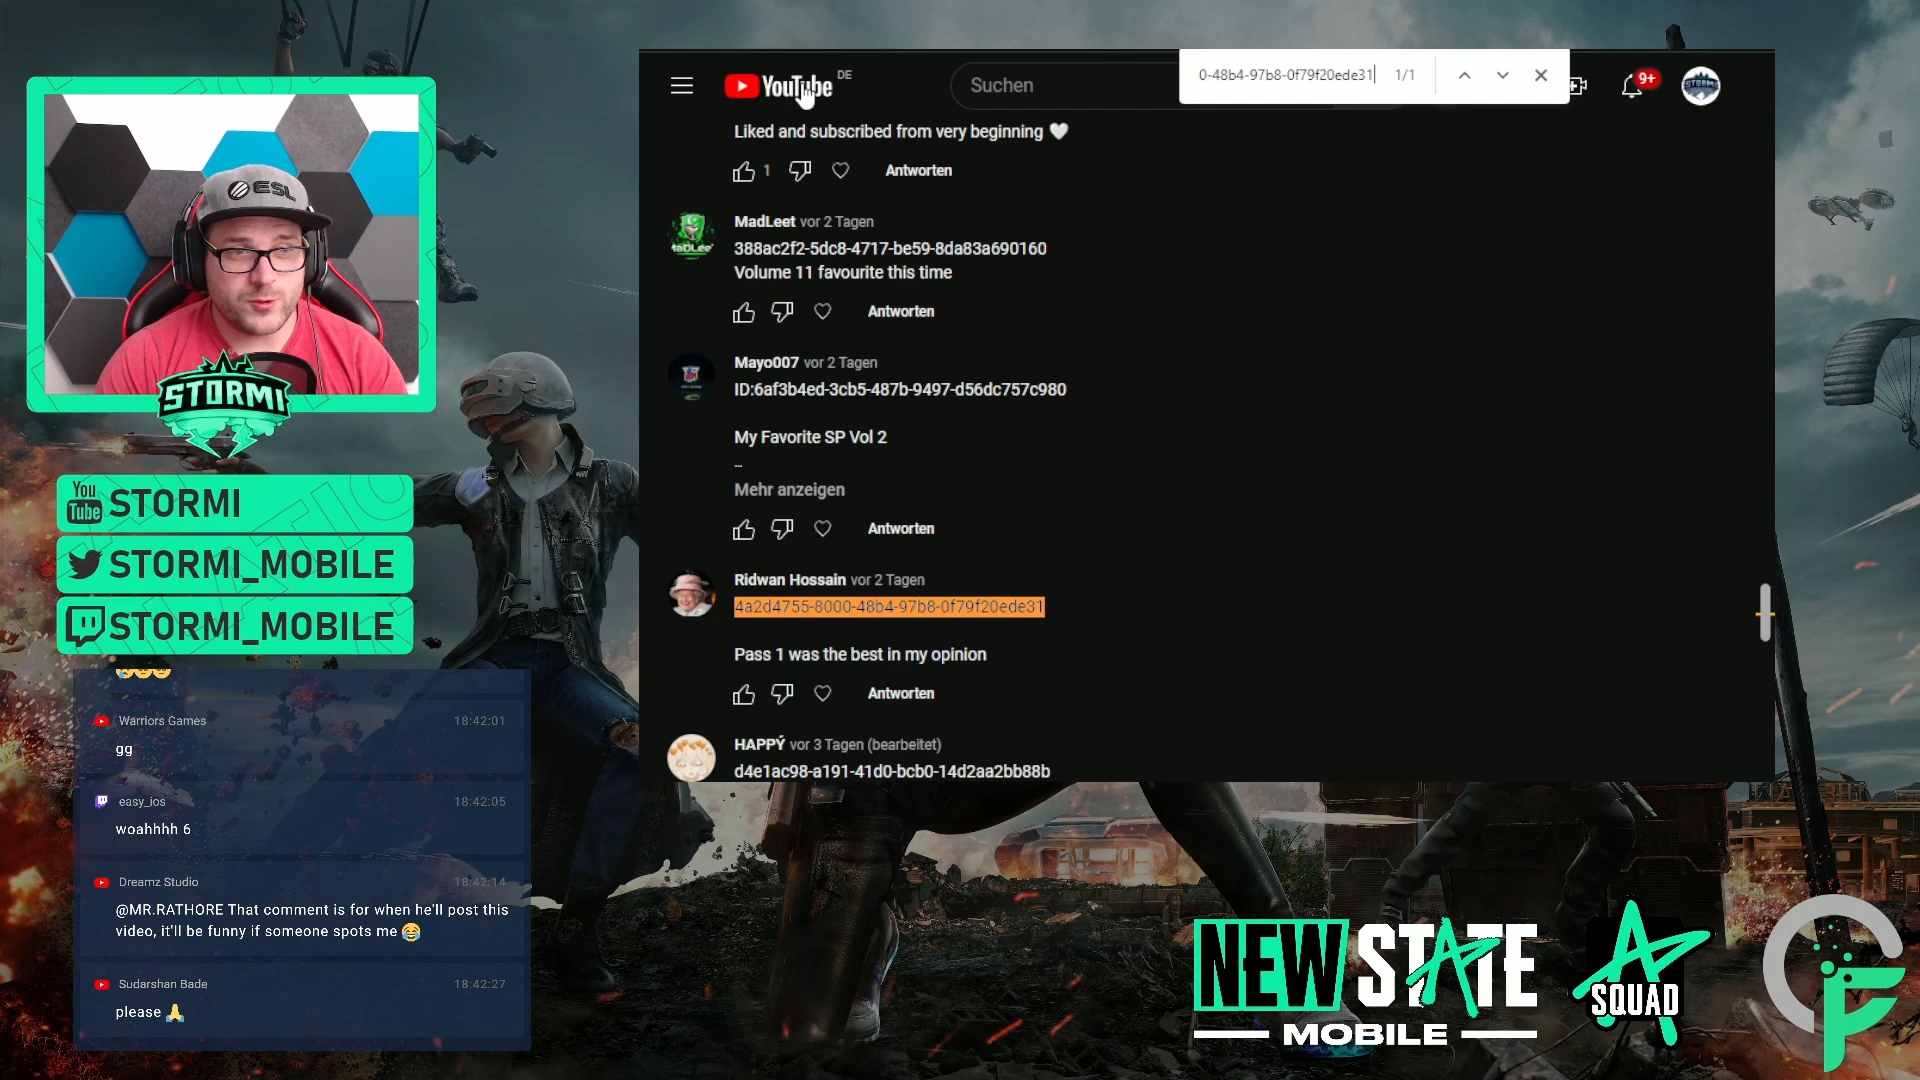 ESL
STORMI
You
Tube
STORMI
STORMI_MOBILE
STORMI_MOBILE
Warriors Games
18:42:01
gg
easy_ios
18:42:05
woahhhh 6
Dreamz Studio
18:42:14
@MR.RATHORE That comment is for when he'll post this
video, it'll be funny if someone spots me 😂
Sudarshan Bade
18:42:27
please 🙏
YouTube DE
Suchen
0-48b4-97b8-0f79f20ede31
1/1
9+
STORMI
Liked and subscribed from very beginning 🤍
1
Antworten
MadLeet vor 2 Tagen
388ac2f2-5dc8-4717-be59-8da83a690160
Volume 11 favourite this time
Antworten
Mayo007 vor 2 Tagen
ID:6af3b4ed-3cb5-487b-9497-d56dc757c980
My Favorite SP Vol 2
...
Mehr anzeigen
Antworten
Ridwan Hossain vor 2 Tagen
4a2d4755-8000-48b4-97b8-0f79f20ede31
Pass 1 was the best in my opinion
Antworten
HAPPÝ vor 3 Tagen (bearbeitet)
d4e1ac98-a191-41d0-bcb0-14d2aa2bb88b
NEW STATE
MOBILE
A
SQUAD